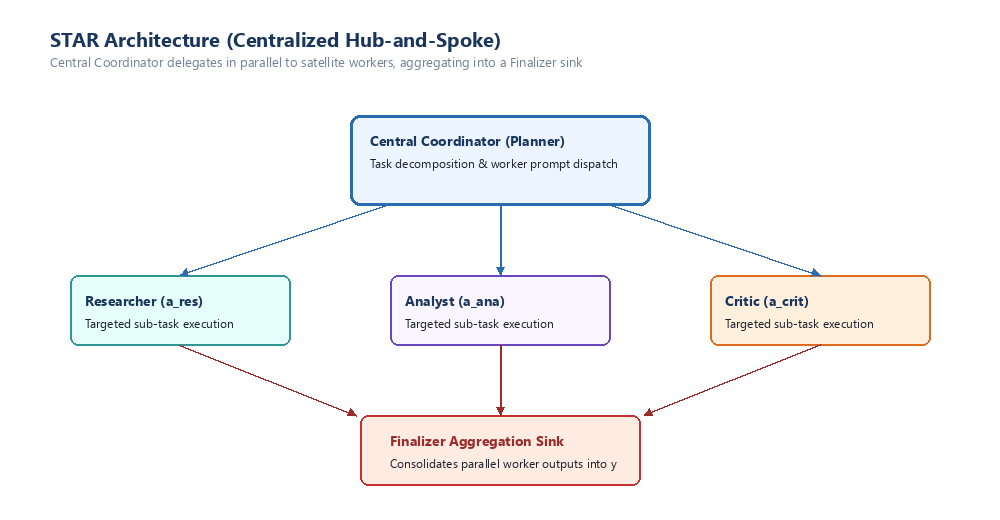 STAR Architecture (Centralized Hub-and-Spoke)
Central Coordinator delegates in parallel to satellite workers, aggregating into a Finalizer sink
Central Coordinator (Planner)
Task decomposition & worker prompt dispatch
Researcher (a_res)
Targeted sub-task execution
Analyst (a_ana)
Targeted sub-task execution
Critic (a_crit)
Targeted sub-task execution
Finalizer Aggregation Sink
Consolidates parallel worker outputs into y